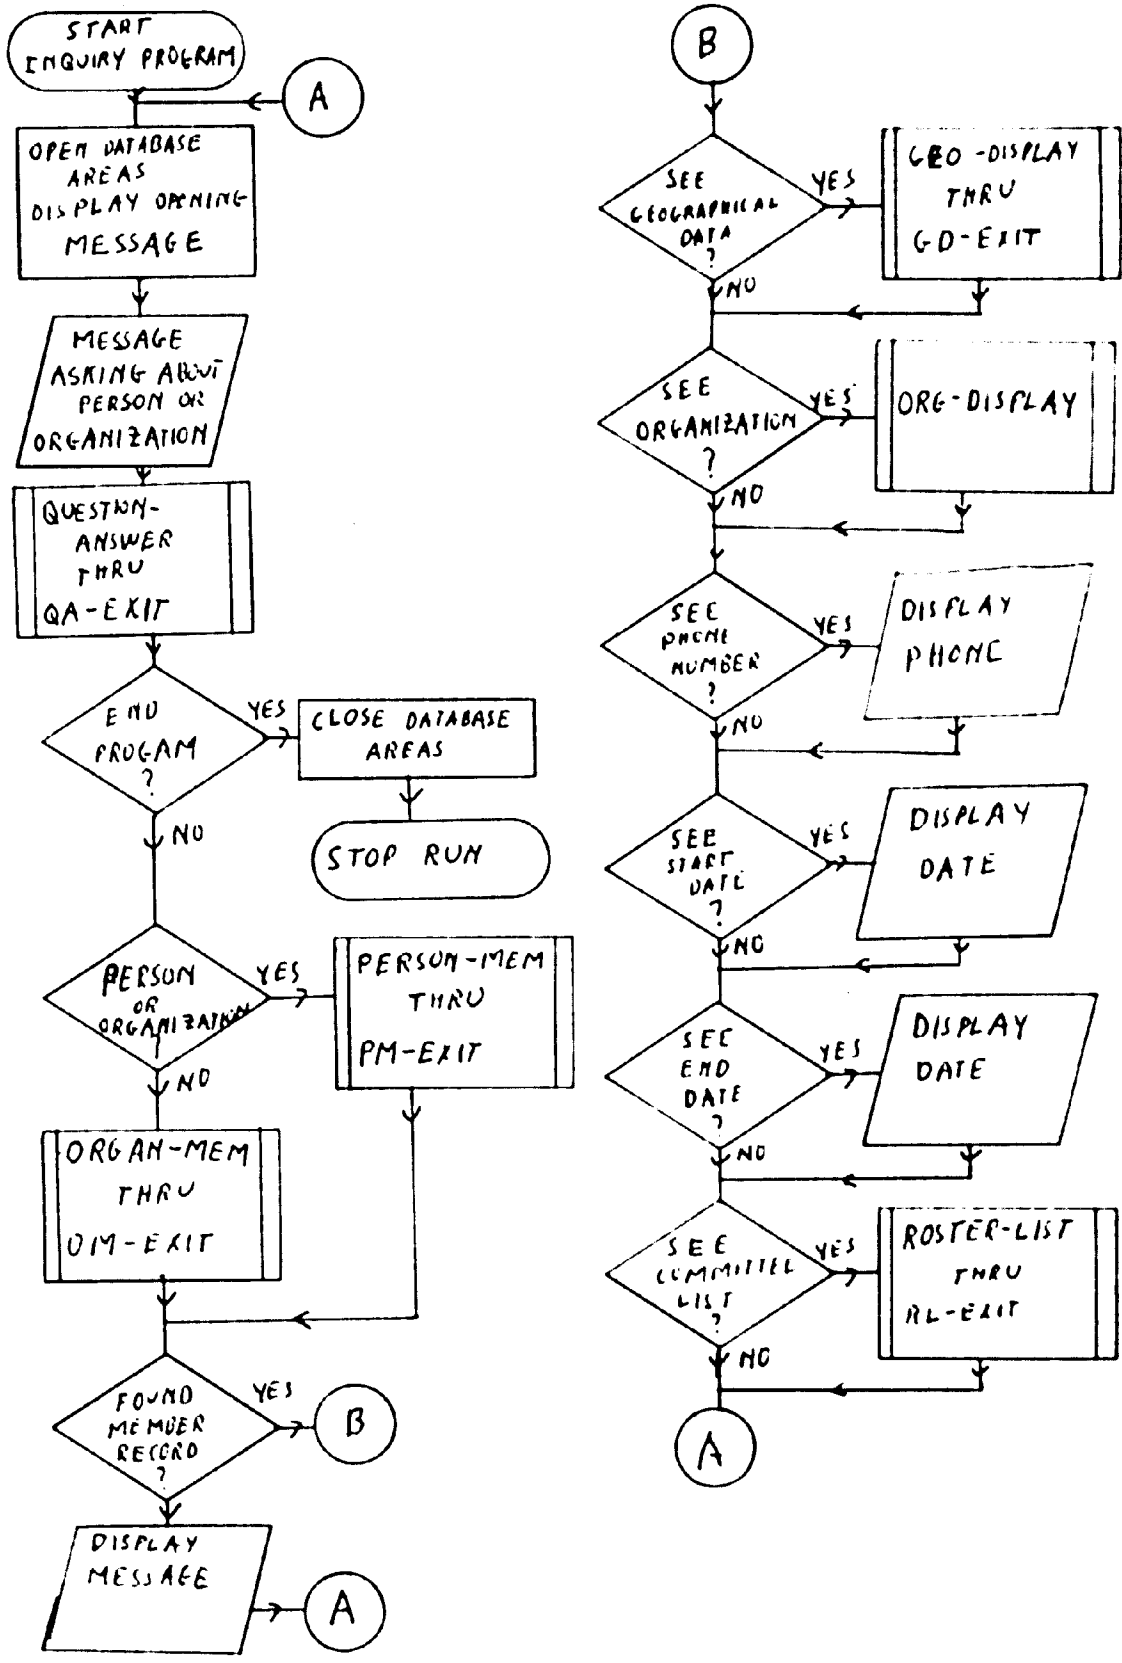 START
INQUIRY PROGRAM
A
OPEN DATABASE
AREAS
DISPLAY OPENING
MESSAGE
MESSAGE
ASKING ABOUT
PERSON OR
ORGANIZATION
QUESTION-
ANSWER
THRU
QA-EXIT
END
PROGAM
?
YES
CLOSE DATABASE
AREAS
NO
STOP RUN
PERSON
OR
ORGANIZATION
YES
PERSON-MEM
THRU
PM-EXIT
NO
ORGAN-MEM
THRU
OM-EXIT
FOUND
MEMBER
RECORD
?
YES
B
DISPLAY
MESSAGE
A
B
SEE
GEOGRAPHICAL
DATA
?
YES
GEO-DISPLAY
THRU
GD-EXIT
NO
SEE
ORGANIZATION
?
YES
ORG-DISPLAY
NO
SEE
PHONE
NUMBER
?
YES
DISPLAY
PHONE
NO
SEE
START
DATE
?
YES
DISPLAY
DATE
NO
SEE
END
DATE
?
YES
DISPLAY
DATE
NO
SEE
COMMITTEE
LIST
?
YES
ROSTER-LIST
THRU
RL-EXIT
NO
A